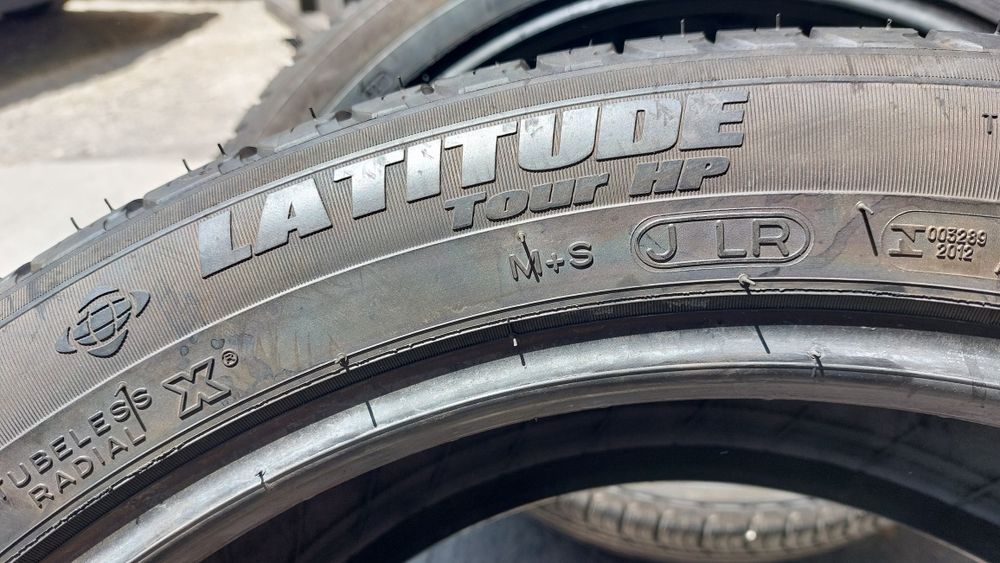 LATITUDE
Tour HP
M+S
J LR
003289
2012
TUBELESS
RADIAL
X®